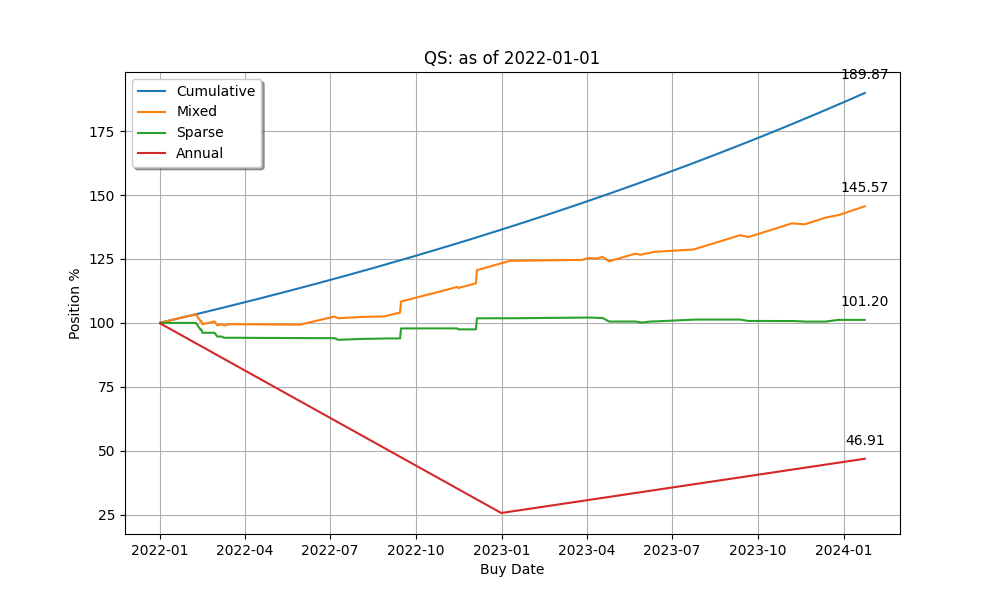 QS: as of 2022-01-01
189.87
Cumulative
Mixed
Sparse
Annual
175
150
125
100
75
50
25
145.57
101.20
46.91
Position %
2022-01
2022-04
2022-07
2022-10
2023-01
2023-04
2023-07
2023-10
2024-01
Buy Date